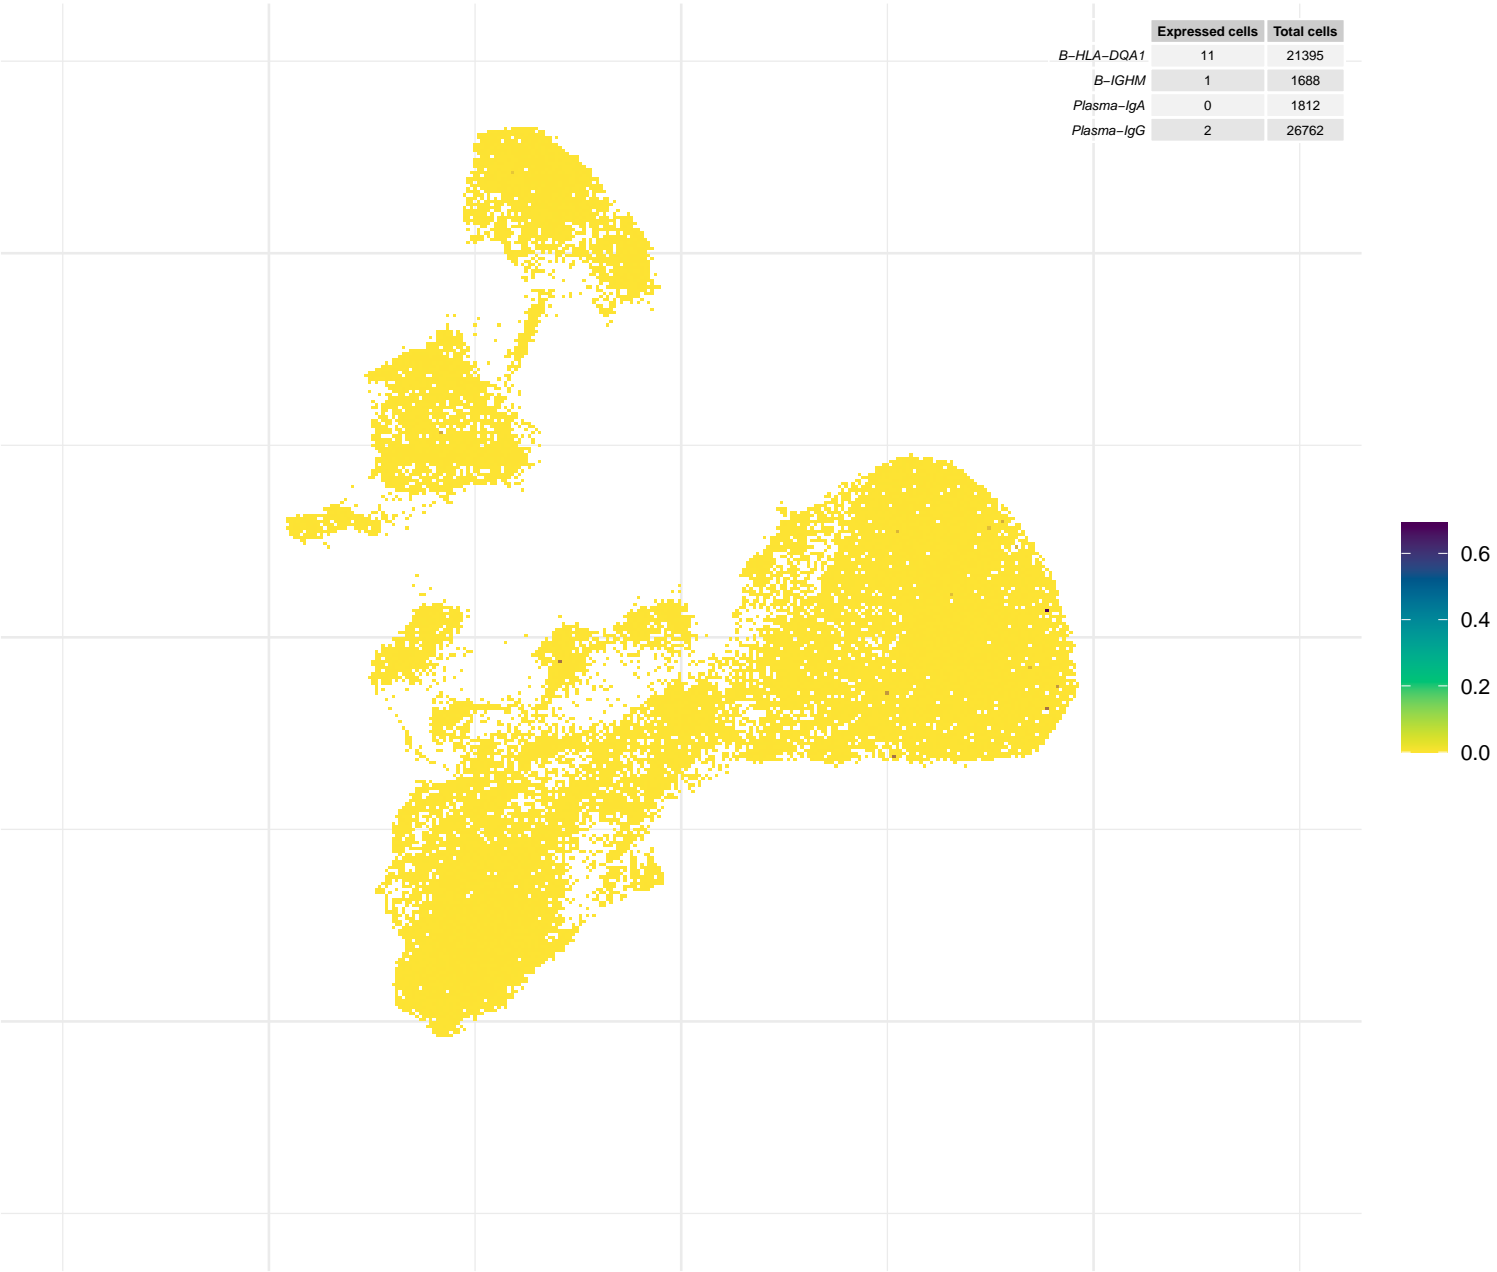 Expressed cells Total cells
B−HLA−DQA1 11 21395
B−IGHM 1 1688
Plasma−IgA 0 1812
Plasma−IgG 2 26762
0.6
0.4
0.2
0.0